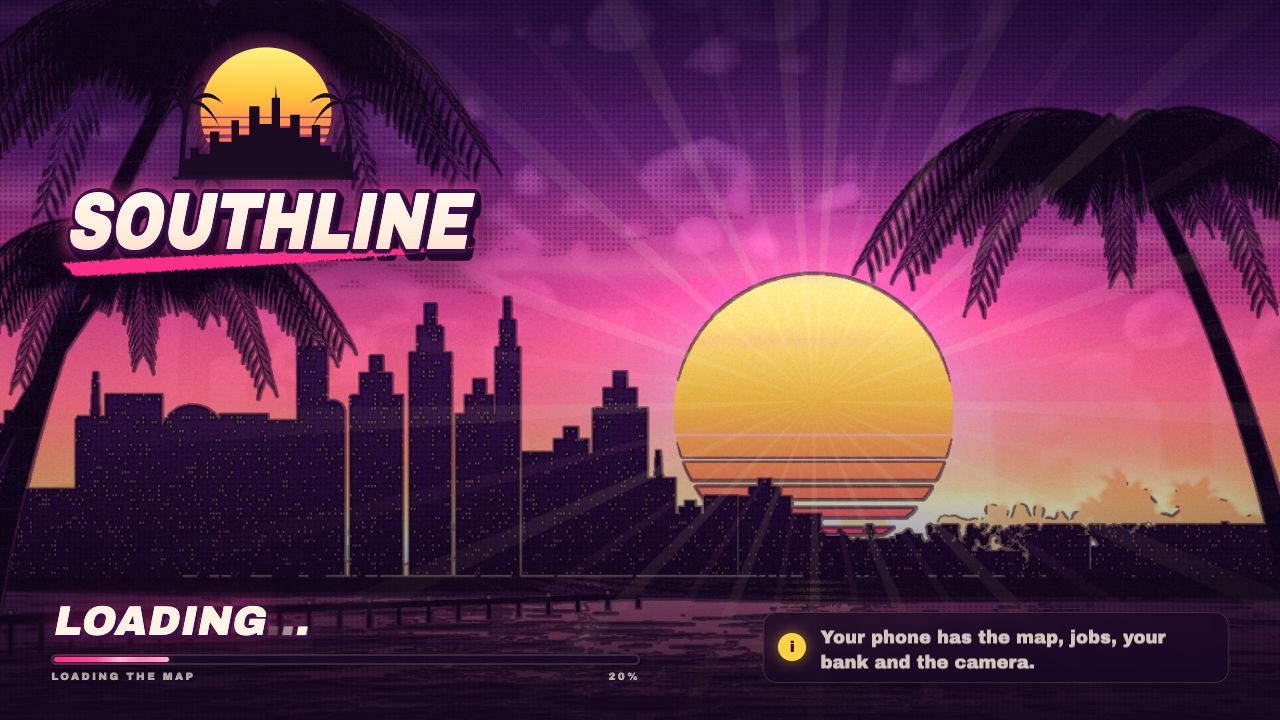 SOUTHLINE
LOADING...
LOADING THE MAP
20%
i
Your phone has the map, jobs, your
bank and the camera.